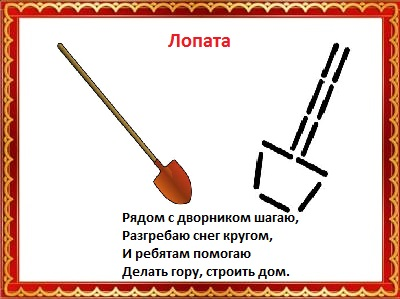 Лопата
Рядом с дворником шагаю,
Разгребаю снег кругом,
И ребятам помогаю
Делать гору, строить дом.